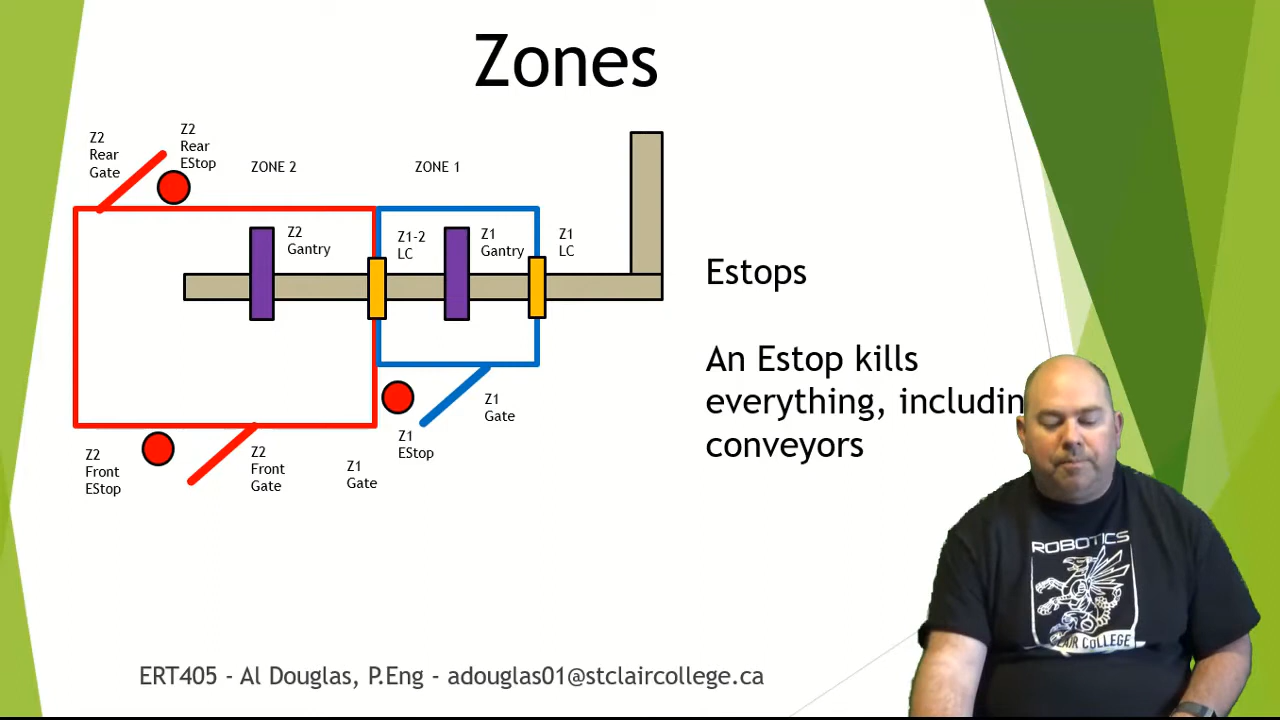 Zones
Z2
Rear
Gate
Z2
Rear
EStop
ZONE 2
ZONE 1
Z2
Gantry
Z1-2
LC
Z1
Gantry
Z1
LC
Estops
An Estop kills
everything, includin
conveyors
Z1
Gate
Z1
EStop
Z2
Front
EStop
Z2
Front
Gate
Z1
Gate
ROBOTICS
CLAIR COLLEGE
ERT405 - Al Douglas, P.Eng - adouglas01@stclaircollege.ca